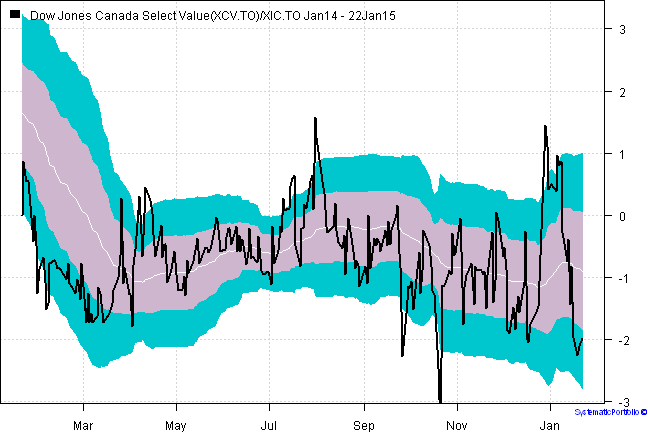 Dow Jones Canada Select Value(XCV.TO)/XIC.TO Jan14 - 22Jan15
3
2
1
0
-1
-2
-3
Mar May Jul Sep Nov Jan
SystematicPortfolio ©